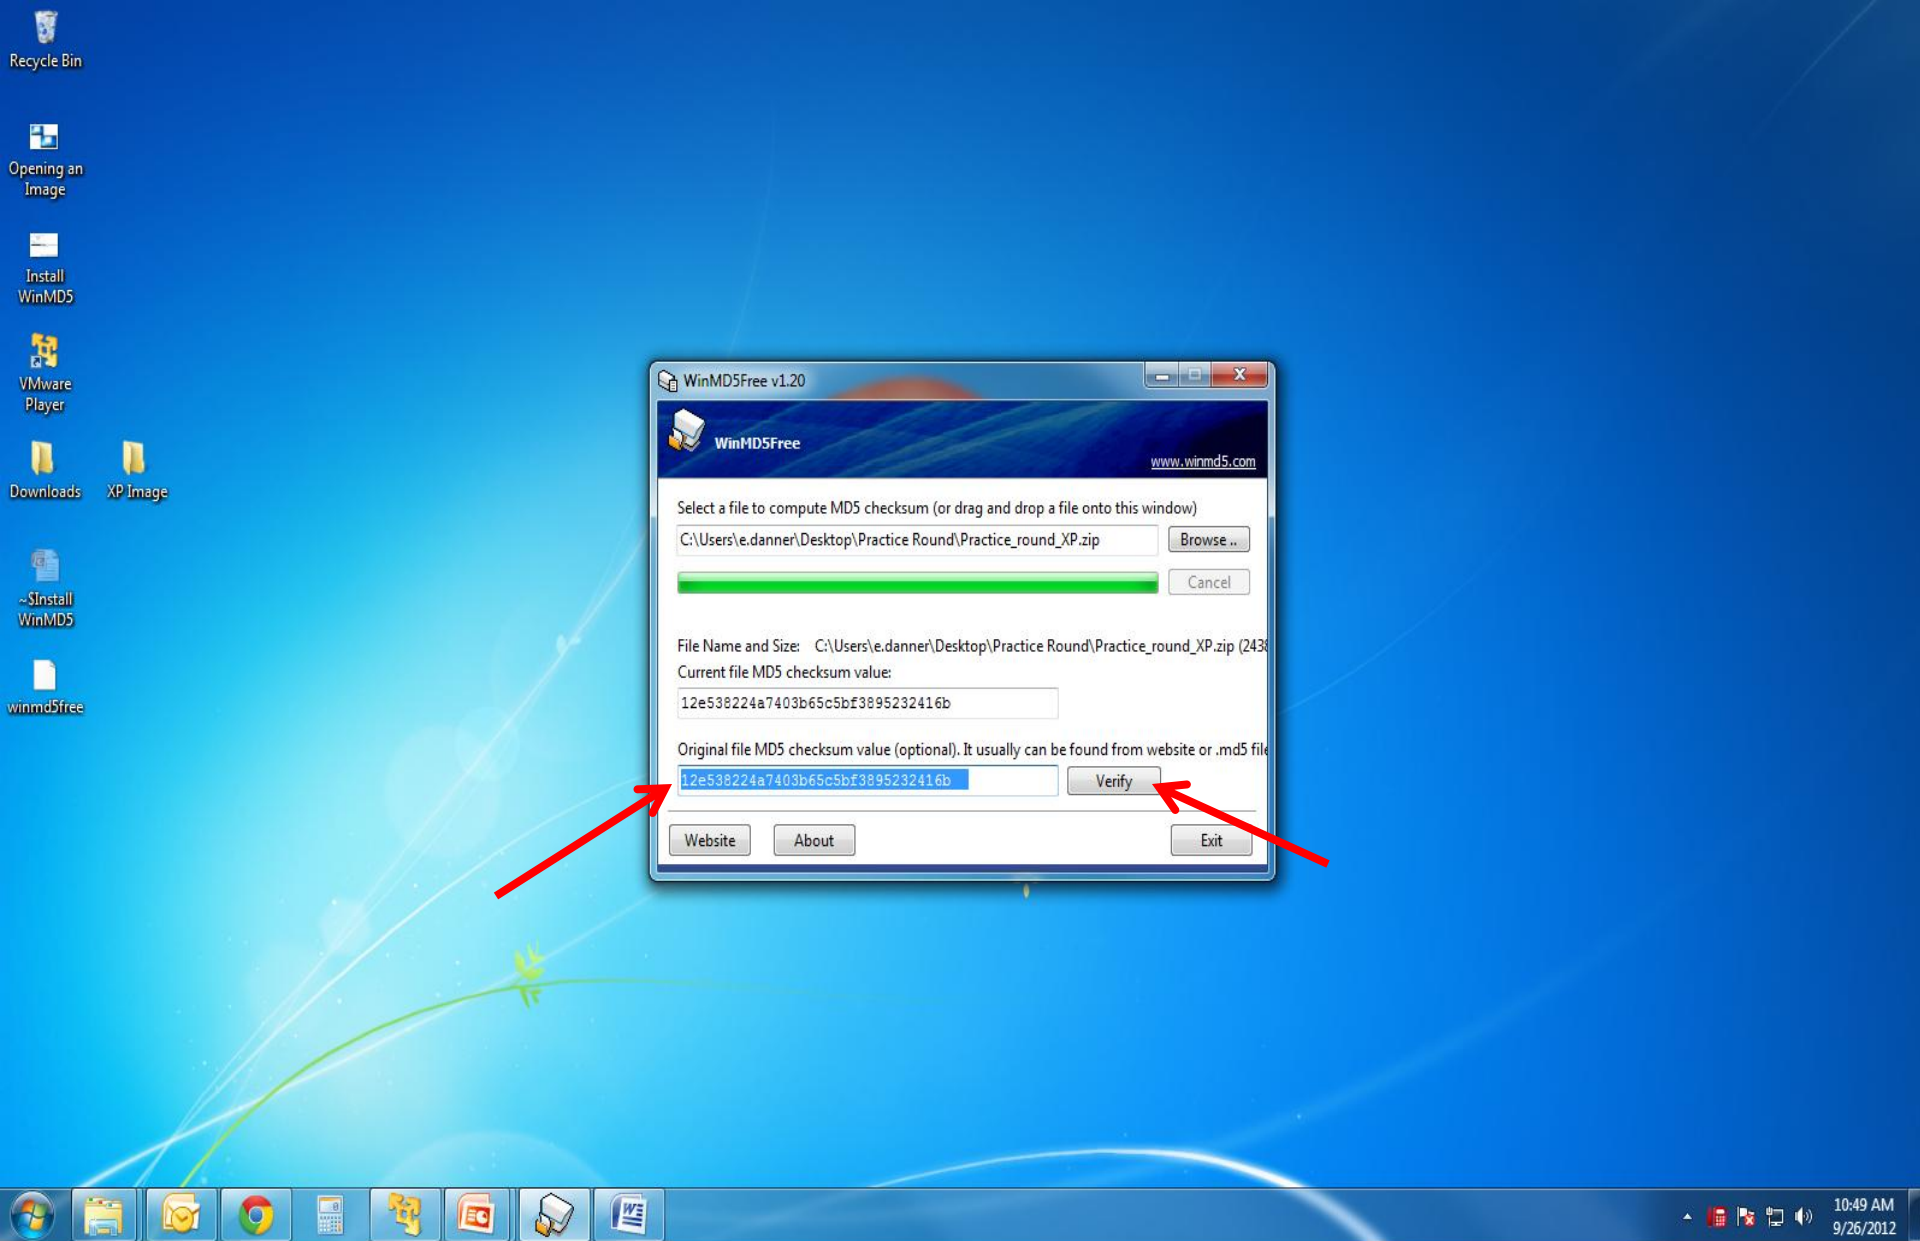 Recycle Bin
Opening an
Image
Install
WinMD5
VMware
Player
Downloads
XP Image
~$Install
WinMD5
winmd5free
WinMD5Free v1.20
WinMD5Free
www.winmd5.com
Select a file to compute MD5 checksum (or drag and drop a file onto this window)
C:\Users\e.danner\Desktop\Practice Round\Practice_round_XP.zip
Browse ..
Cancel
File Name and Size: C:\Users\e.danner\Desktop\Practice Round\Practice_round_XP.zip (2438
Current file MD5 checksum value:
12e538224a7403b65c5bf3895232416b
Original file MD5 checksum value (optional). It usually can be found from website or .md5 file
12e538224a7403b65c5bf3895232416b
Verify
Website
About
Exit
10:49 AM
9/26/2012